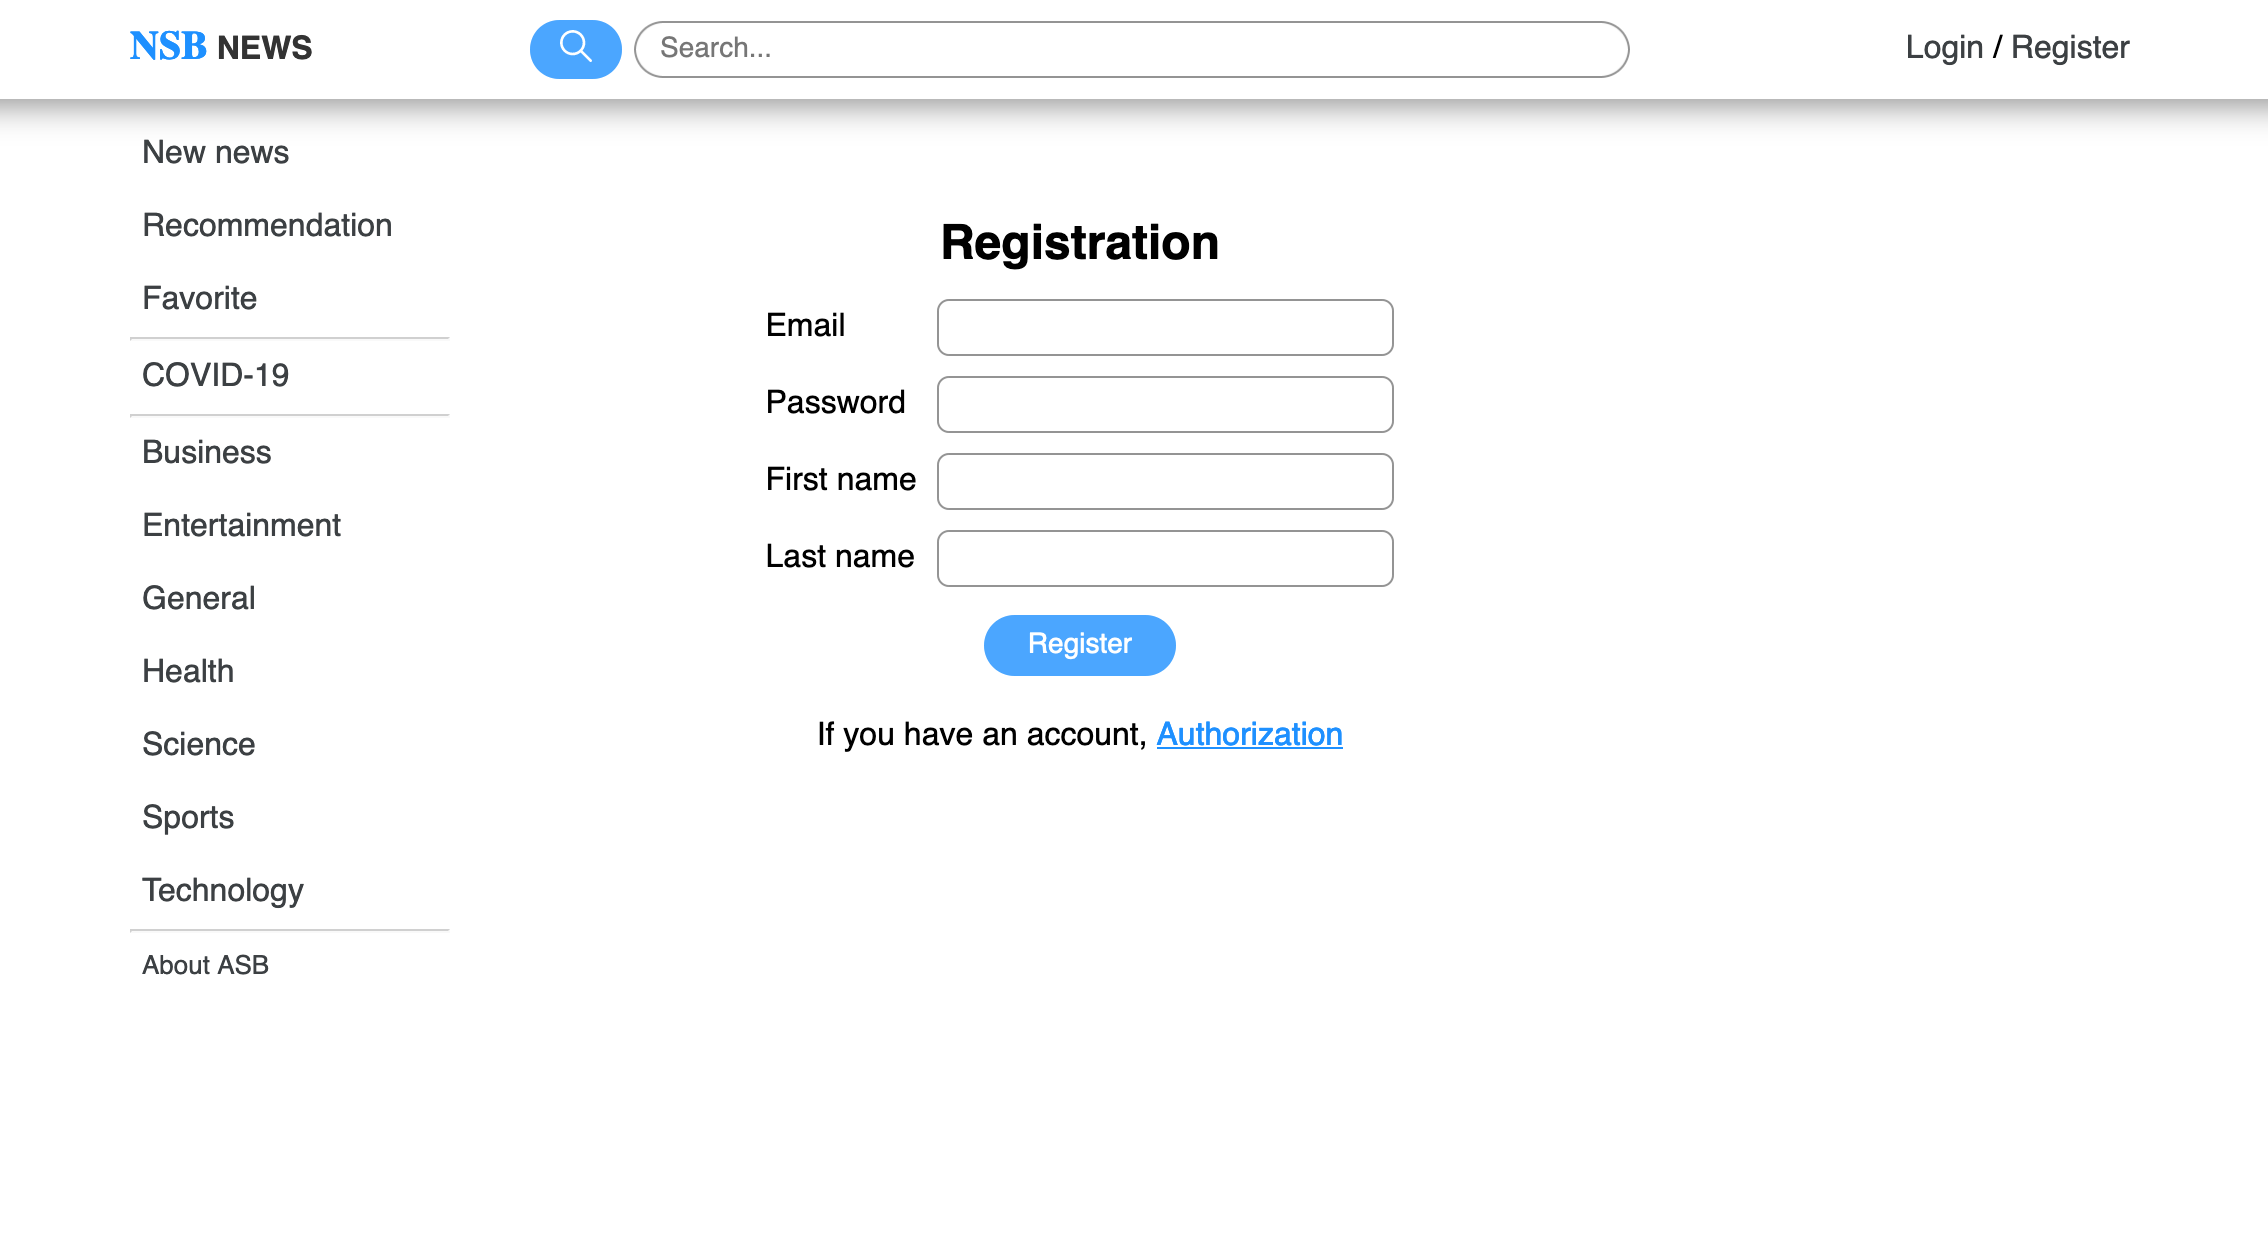 NSB NEWS
Search...
Login / Register
New news
Recommendation
Favorite
COVID-19
Business
Entertainment
General
Health
Science
Sports
Technology
About ASB
Registration
Email
Password
First name
Last name
Register
If you have an account, Authorization